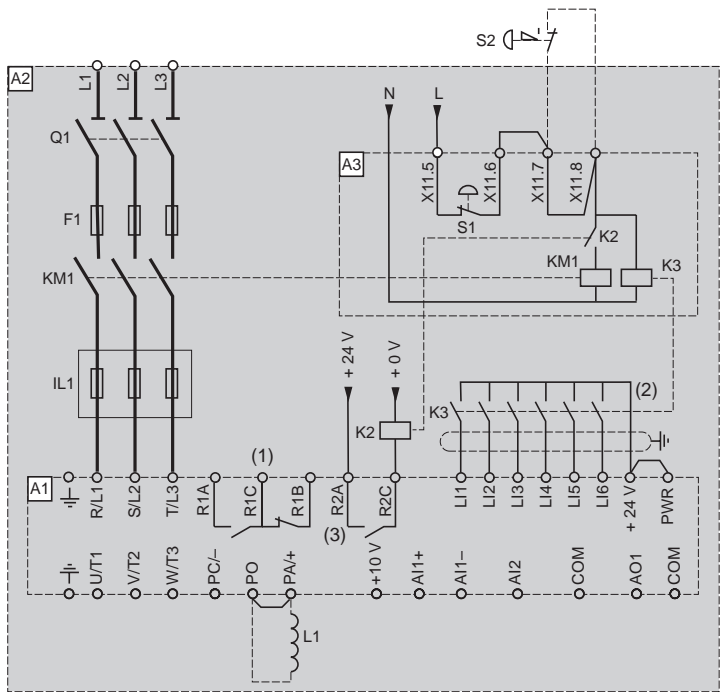 S2
A2
L1 L2 L3
N L
Q1
A3
X11.5 X11.6 X11.7 X11.8
S1
K2
F1
KM1
KM1 K3
+ 24 V + 0 V
IL1
K2
K3
(2)
(1)
A1
R/L1 S/L2 T/L3 R1A R1C R1B R2A R2C LI1 LI2 LI3 LI4 LI5 LI6 + 24 V PWR
(3)
U/T1 V/T2 W/T3 PC/– PO PA/+ +10 V AI1+ AI1– AI2 COM AO1 COM
L1